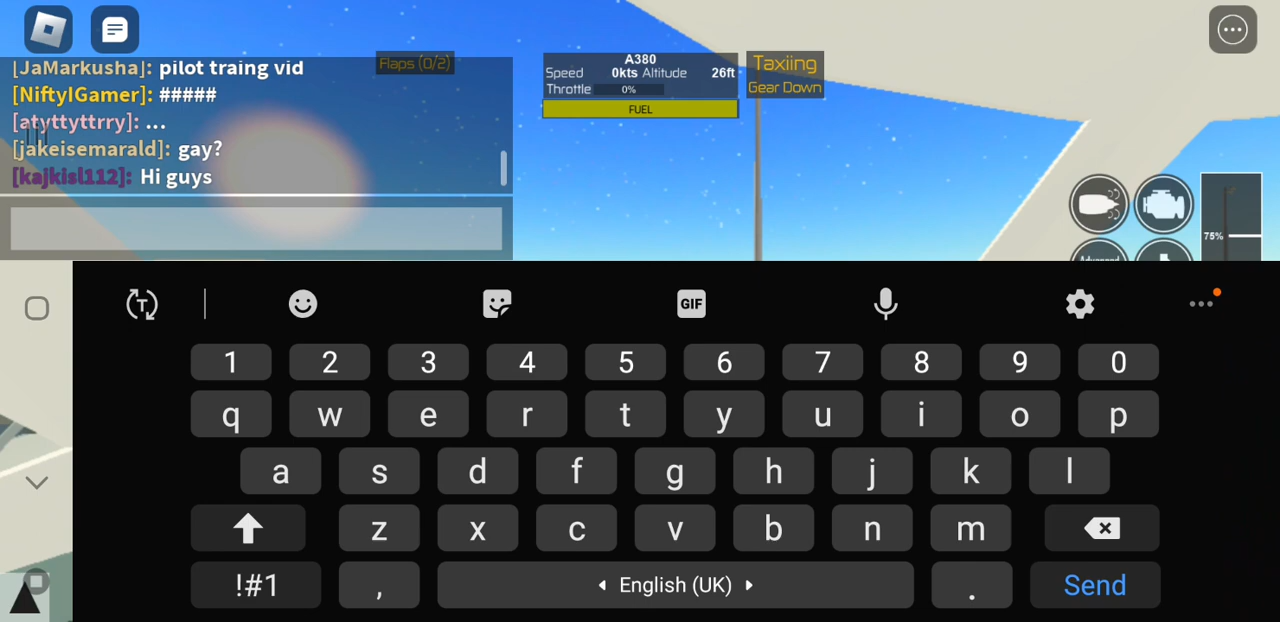 [JaMarkusha]: pilot traing vid
[NiftyIGamer]: #####
[atyttyttrry]: ...
[jakeisemarald]: gay?
[kajkisl112]: Hi guys
Flaps (0/2)
A380
Speed 0kts Altitude 26ft
Throttle 0%
FUEL
Taxiing
Gear Down
75%
Advanced
T
GIF
1 2 3 4 5 6 7 8 9 0
q w e r t y u i o p
a s d f g h j k l
z x c v b n m
!#1 , English (UK) . Send